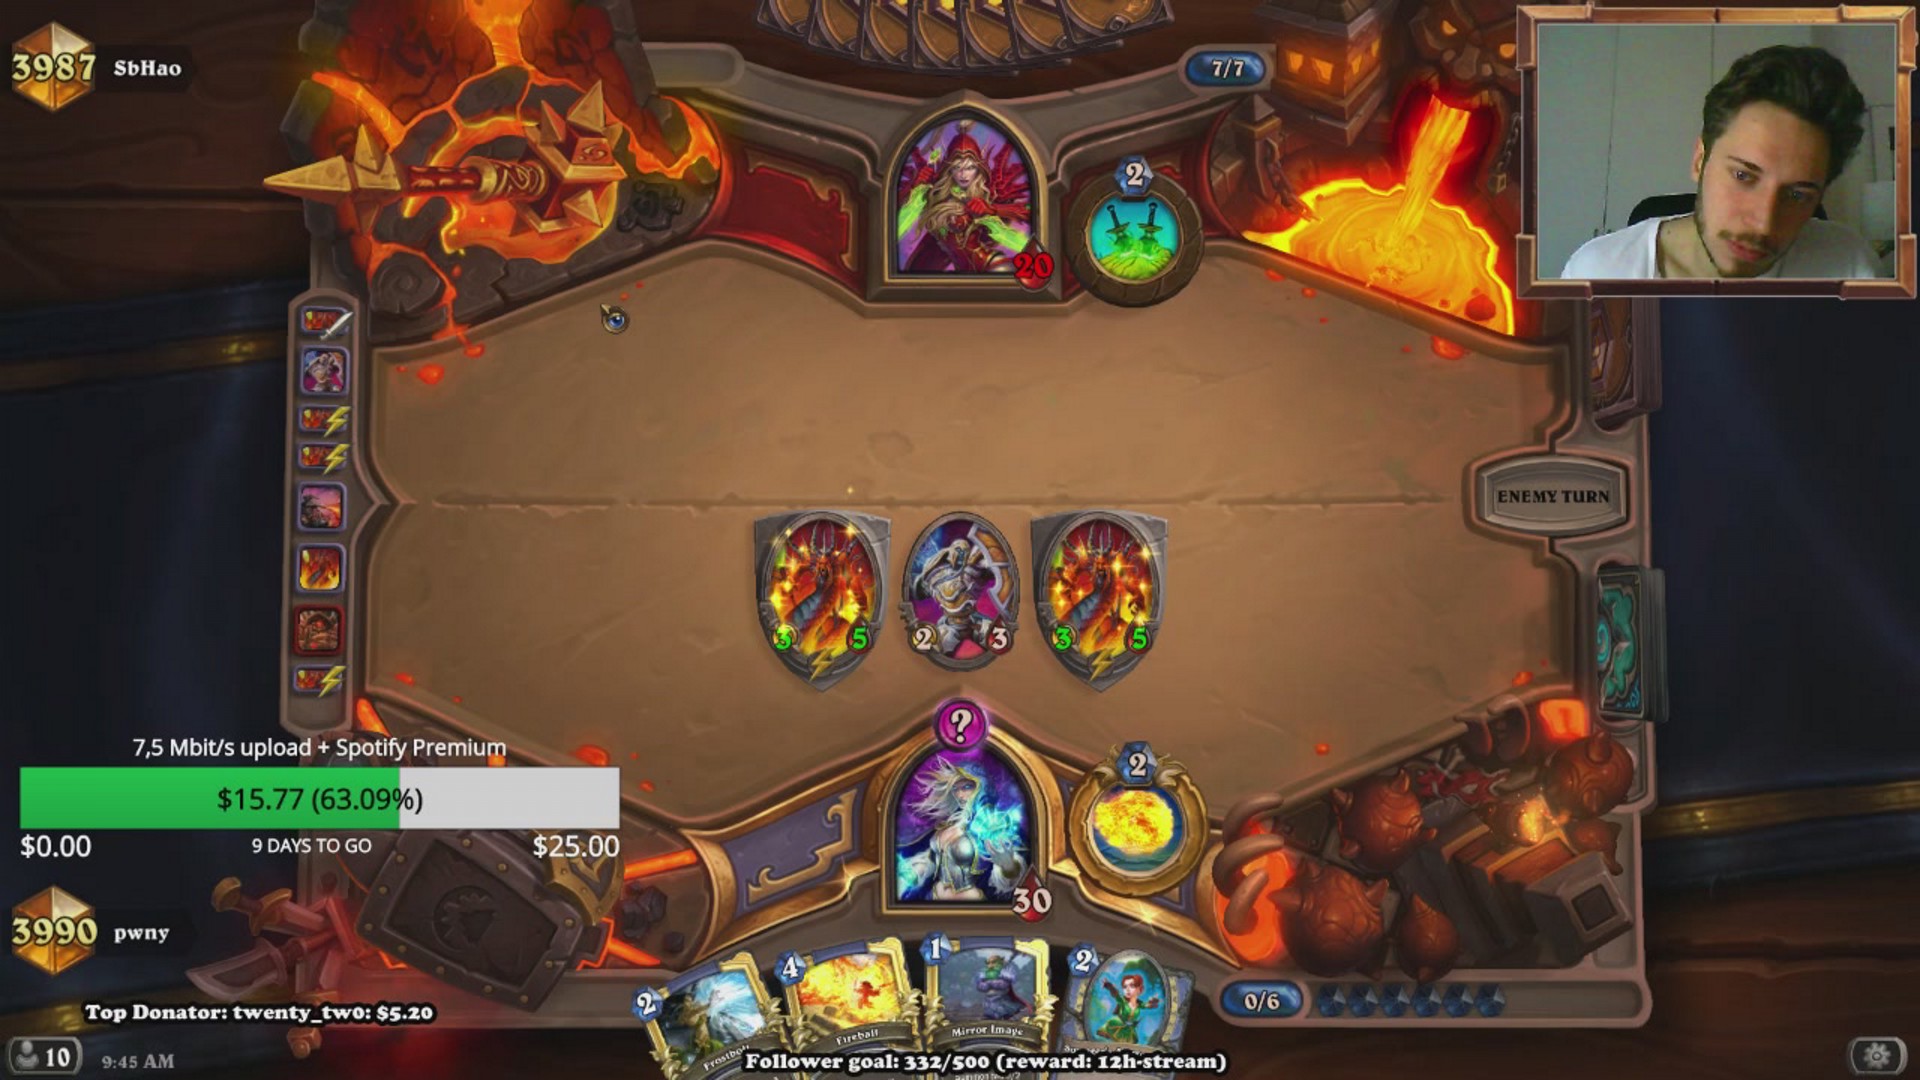 3987 SbHao
7/7
2
20
ENEMY TURN
3 5 2 3 3 5
?
7,5 Mbit/s upload + Spotify Premium
$15.77 (63.09%)
$0.00 9 DAYS TO GO $25.00
2
30
3990 pwny
2 4 1 2
Frostbolt Fireball Mirror Image
0/6
Top Donator: twenty_tw0: $5.20
10 9:45 AM
Follower goal: 332/500 (reward: 12h-stream)